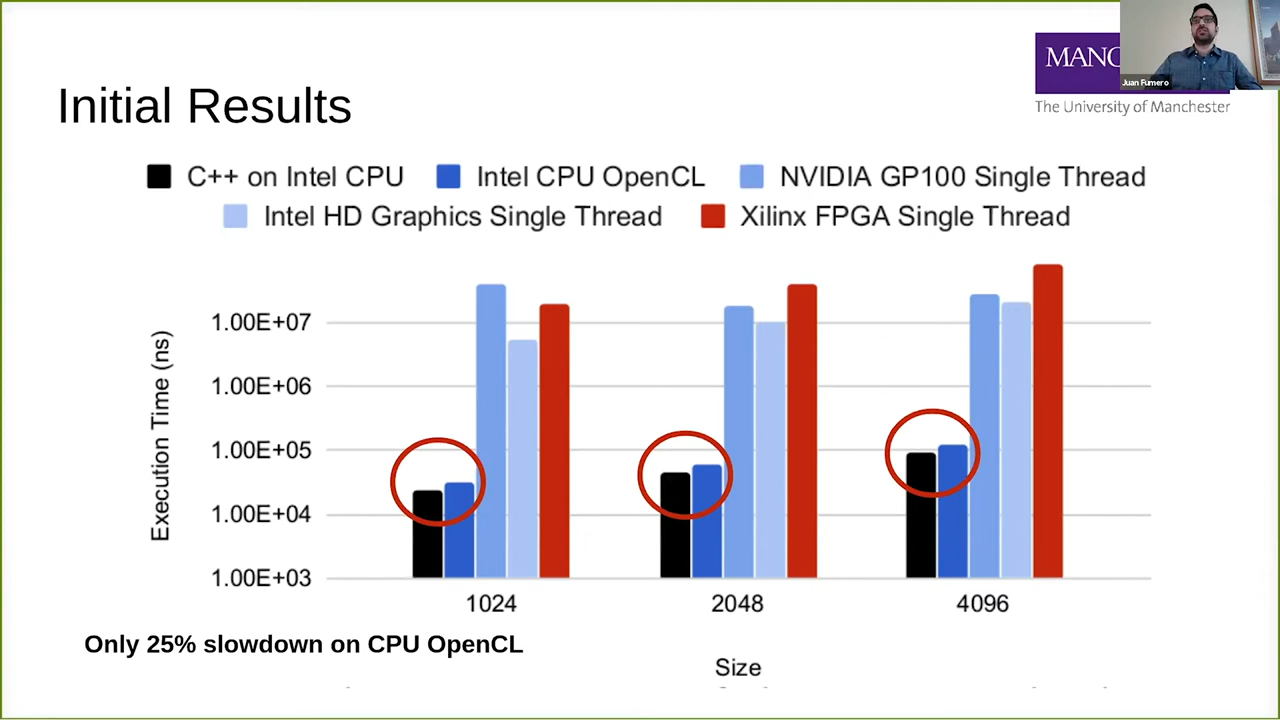 MANC
Juan Fumero
The University of Manchester
Initial Results
C++ on Intel CPU
Intel CPU OpenCL
NVIDIA GP100 Single Thread
Intel HD Graphics Single Thread
Xilinx FPGA Single Thread
Execution Time (ns)
1.00E+07
1.00E+06
1.00E+05
1.00E+04
1.00E+03
1024
2048
4096
Only 25% slowdown on CPU OpenCL
Size